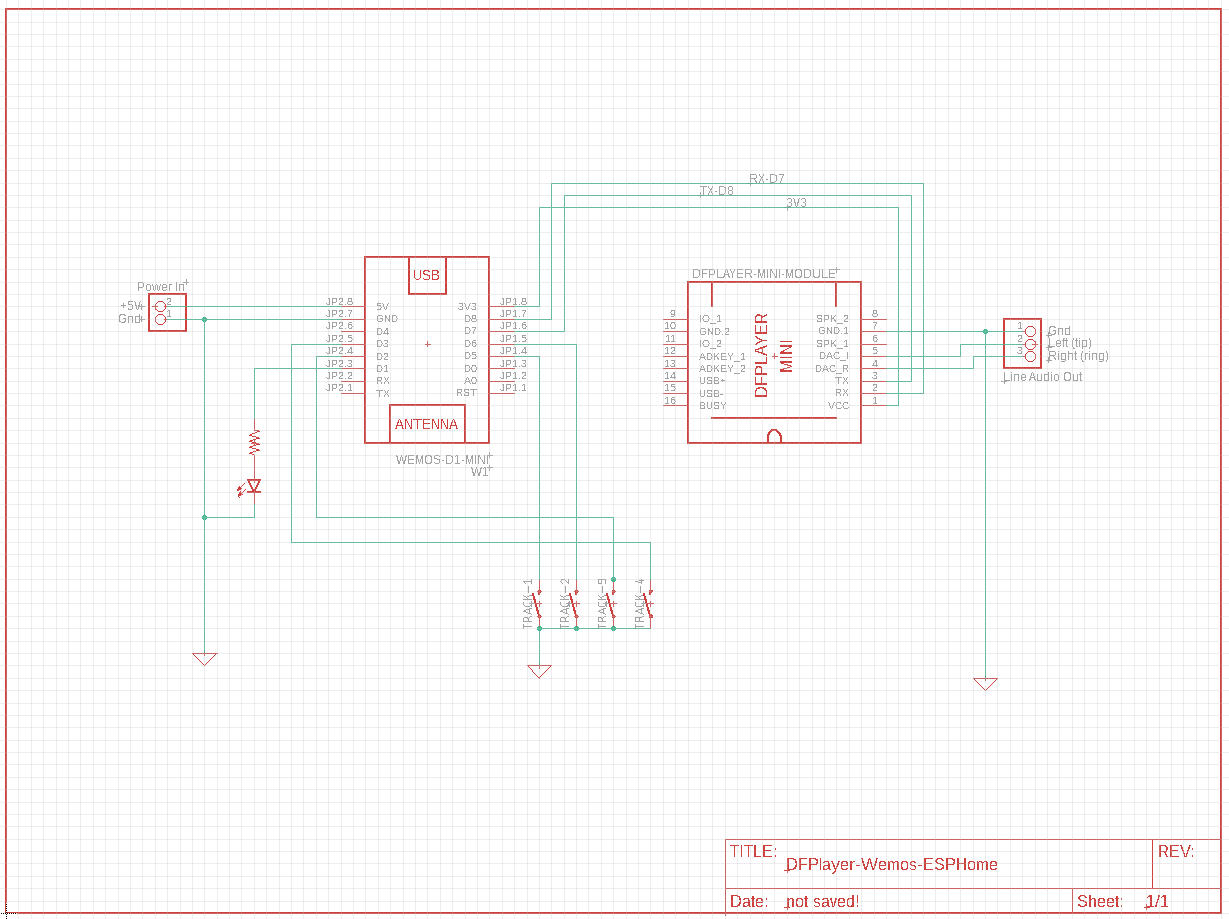 RX-D7
TX-D8
3V3
DFPLAYER-MINI-MODULE
Power In
+5V
Gnd
2
1
USB
JP2.8
JP2.7
JP2.6
JP2.5
JP2.4
JP2.3
JP2.2
JP2.1
5V
GND
D4
D3
D2
D1
RX
TX
3V3
D8
D7
D6
D5
D0
A0
RST
JP1.8
JP1.7
JP1.6
JP1.5
JP1.4
JP1.3
JP1.2
JP1.1
ANTENNA
WEMOS-D1-MINI
W1
9
10
11
12
13
14
15
16
IO_1
GND.2
IO_2
ADKEY_1
ADKEY_2
USB+
USB-
BUSY
DFPLAYER
MINI
SPK_2
GND.1
SPK_1
DAC_I
DAC_R
TX
RX
VCC
8
7
6
5
4
3
2
1
1
2
3
Gnd
Left (tip)
Right (ring)
Line Audio Out
TRACK-1
TRACK-2
TRACK-4
TITLE:
DFPlayer-Wemos-ESPHome
REV:
Date:
not saved!
Sheet:
1/1